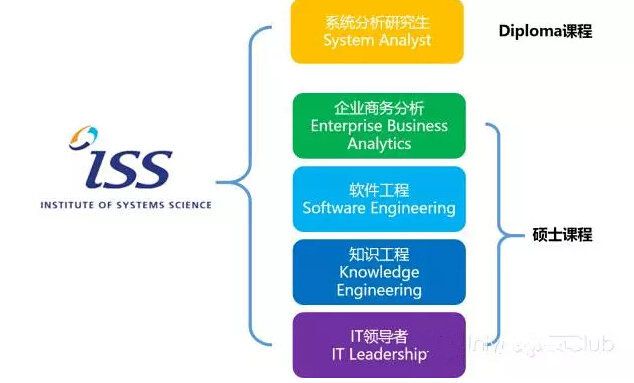 系统分析研究生
System Analyst
Diploma课程
企业商务分析
Enterprise Business
Analytics
iSS
INSTITUTE OF SYSTEMS SCIENCE
软件工程
Software Engineering
硕士课程
知识工程
Knowledge
Engineering
IT领导者
IT Leadership
Club